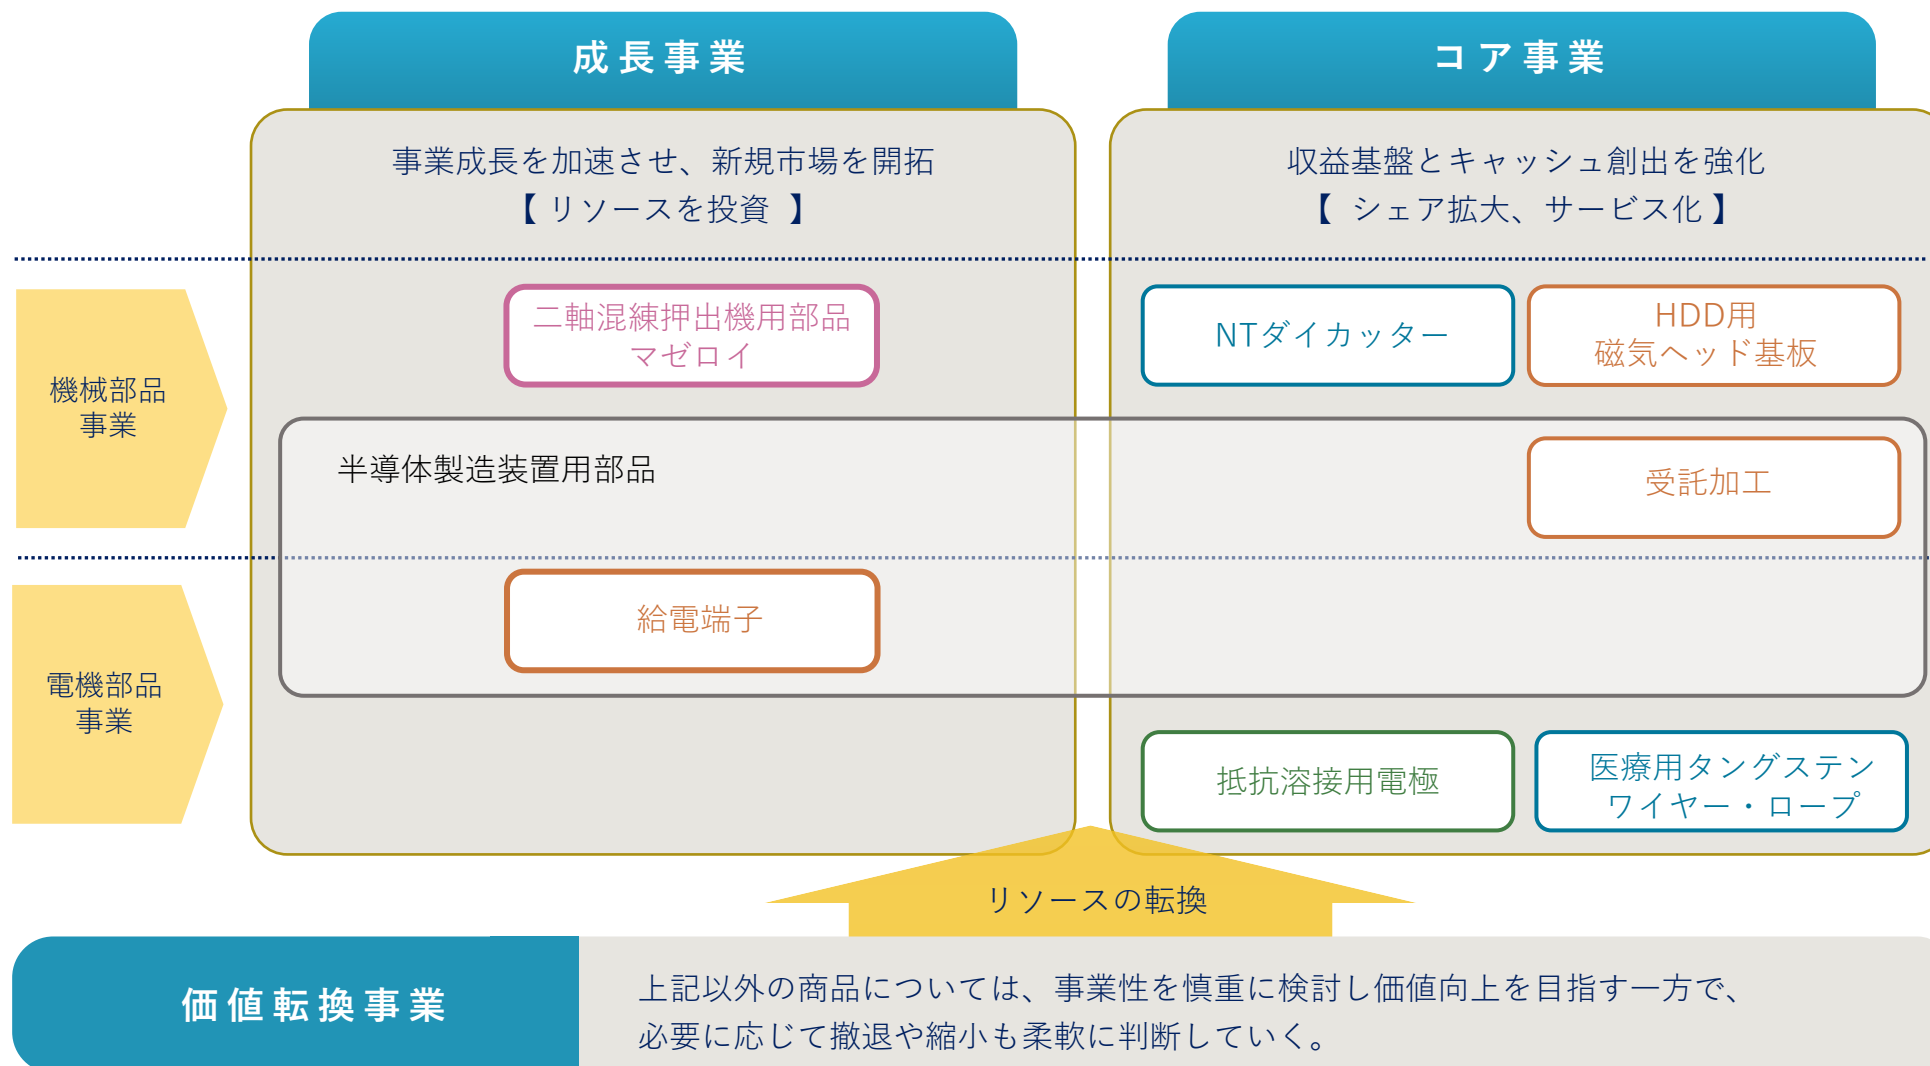 成長事業
コア事業
事業成長を加速させ、新規市場を開拓
【 リソースを投資 】
収益基盤とキャッシュ創出を強化
【 シェア拡大、サービス化 】
機械部品
事業
二軸混練押出機用部品
マゼロイ
NTダイカッター
HDD用
磁気ヘッド基板
半導体製造装置用部品
受託加工
電機部品
事業
給電端子
抵抗溶接用電極
医療用タングステン
ワイヤー・ロープ
リソースの転換
価値転換事業
上記以外の商品については、事業性を慎重に検討し価値向上を目指す一方で、
必要に応じて撤退や縮小も柔軟に判断していく。